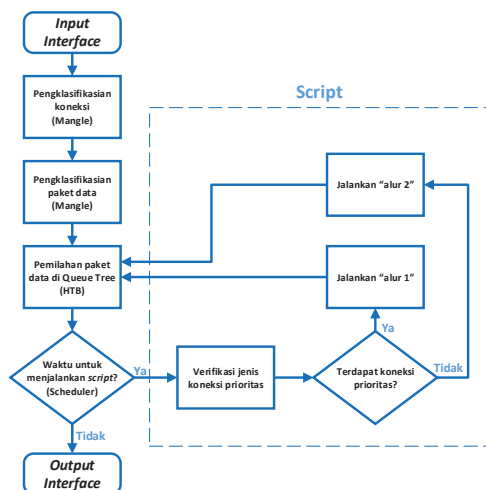 Input
Interface
Pengklasifikasian
koneksi
(Mangle)
Script
Pengklasifikasian
paket data
(Mangle)
Jalankan “alur 2”
Pemilahan paket
data di Queue Tree
(HTB)
Jalankan “alur 1”
Ya
Waktu untuk
menjalankan script?
(Scheduler)
Ya
Verifikasi jenis
koneksi prioritas
Terdapat koneksi
prioritas?
Tidak
Tidak
Output
Interface